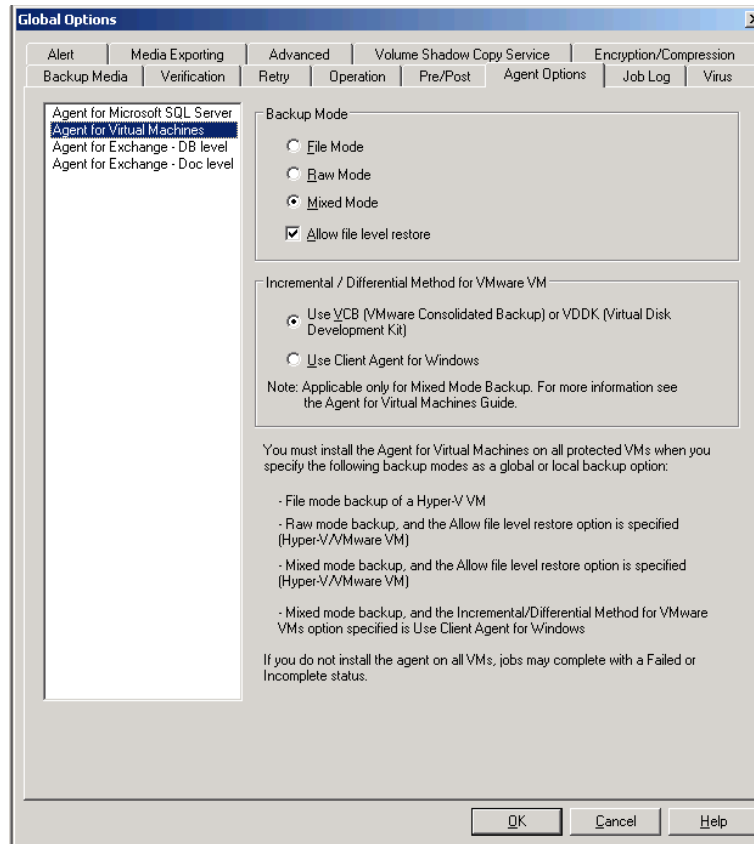 Global Options
Alert
Media Exporting
Advanced
Volume Shadow Copy Service
Encryption/Compression
Backup Media
Verification
Retry
Operation
Pre/Post
Agent Options
Job Log
Virus
Agent for Microsoft SQL Server
Agent for Virtual Machines
Agent for Exchange - DB level
Agent for Exchange - Doc level
Backup Mode
File Mode
Raw Mode
Mixed Mode
Allow file level restore
Incremental / Differential Method for VMware VM
Use VCB (VMware Consolidated Backup) or VDDK (Virtual Disk
Development Kit)
Use Client Agent for Windows
Note: Applicable only for Mixed Mode Backup. For more information see
the Agent for Virtual Machines Guide.
You must install the Agent for Virtual Machines on all protected VMs when you
specify the following backup modes as a global or local backup option:
- File mode backup of a Hyper-V VM
- Raw mode backup, and the Allow file level restore option is specified
(Hyper-V/VMware VM)
- Mixed mode backup, and the Allow file level restore option is specified
(Hyper-V/VMware VM)
- Mixed mode backup, and the Incremental/Differential Method for VMware
VMs option specified is Use Client Agent for Windows
If you do not install the agent on all VMs, jobs may complete with a Failed or
Incomplete status.
OK
Cancel
Help